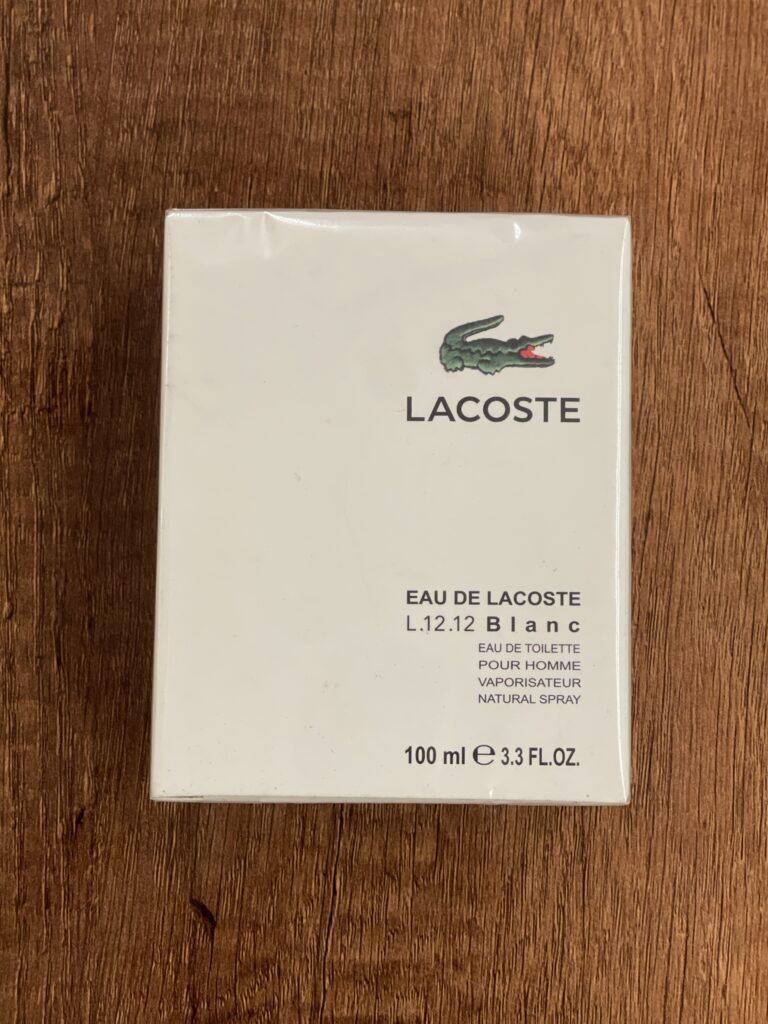 LACOSTE
EAU DE LACOSTE
L.12.12 Blanc
EAU DE TOILETTE
POUR HOMME
VAPORISATEUR
NATURAL SPRAY
100 ml ℮ 3.3 FL.OZ.